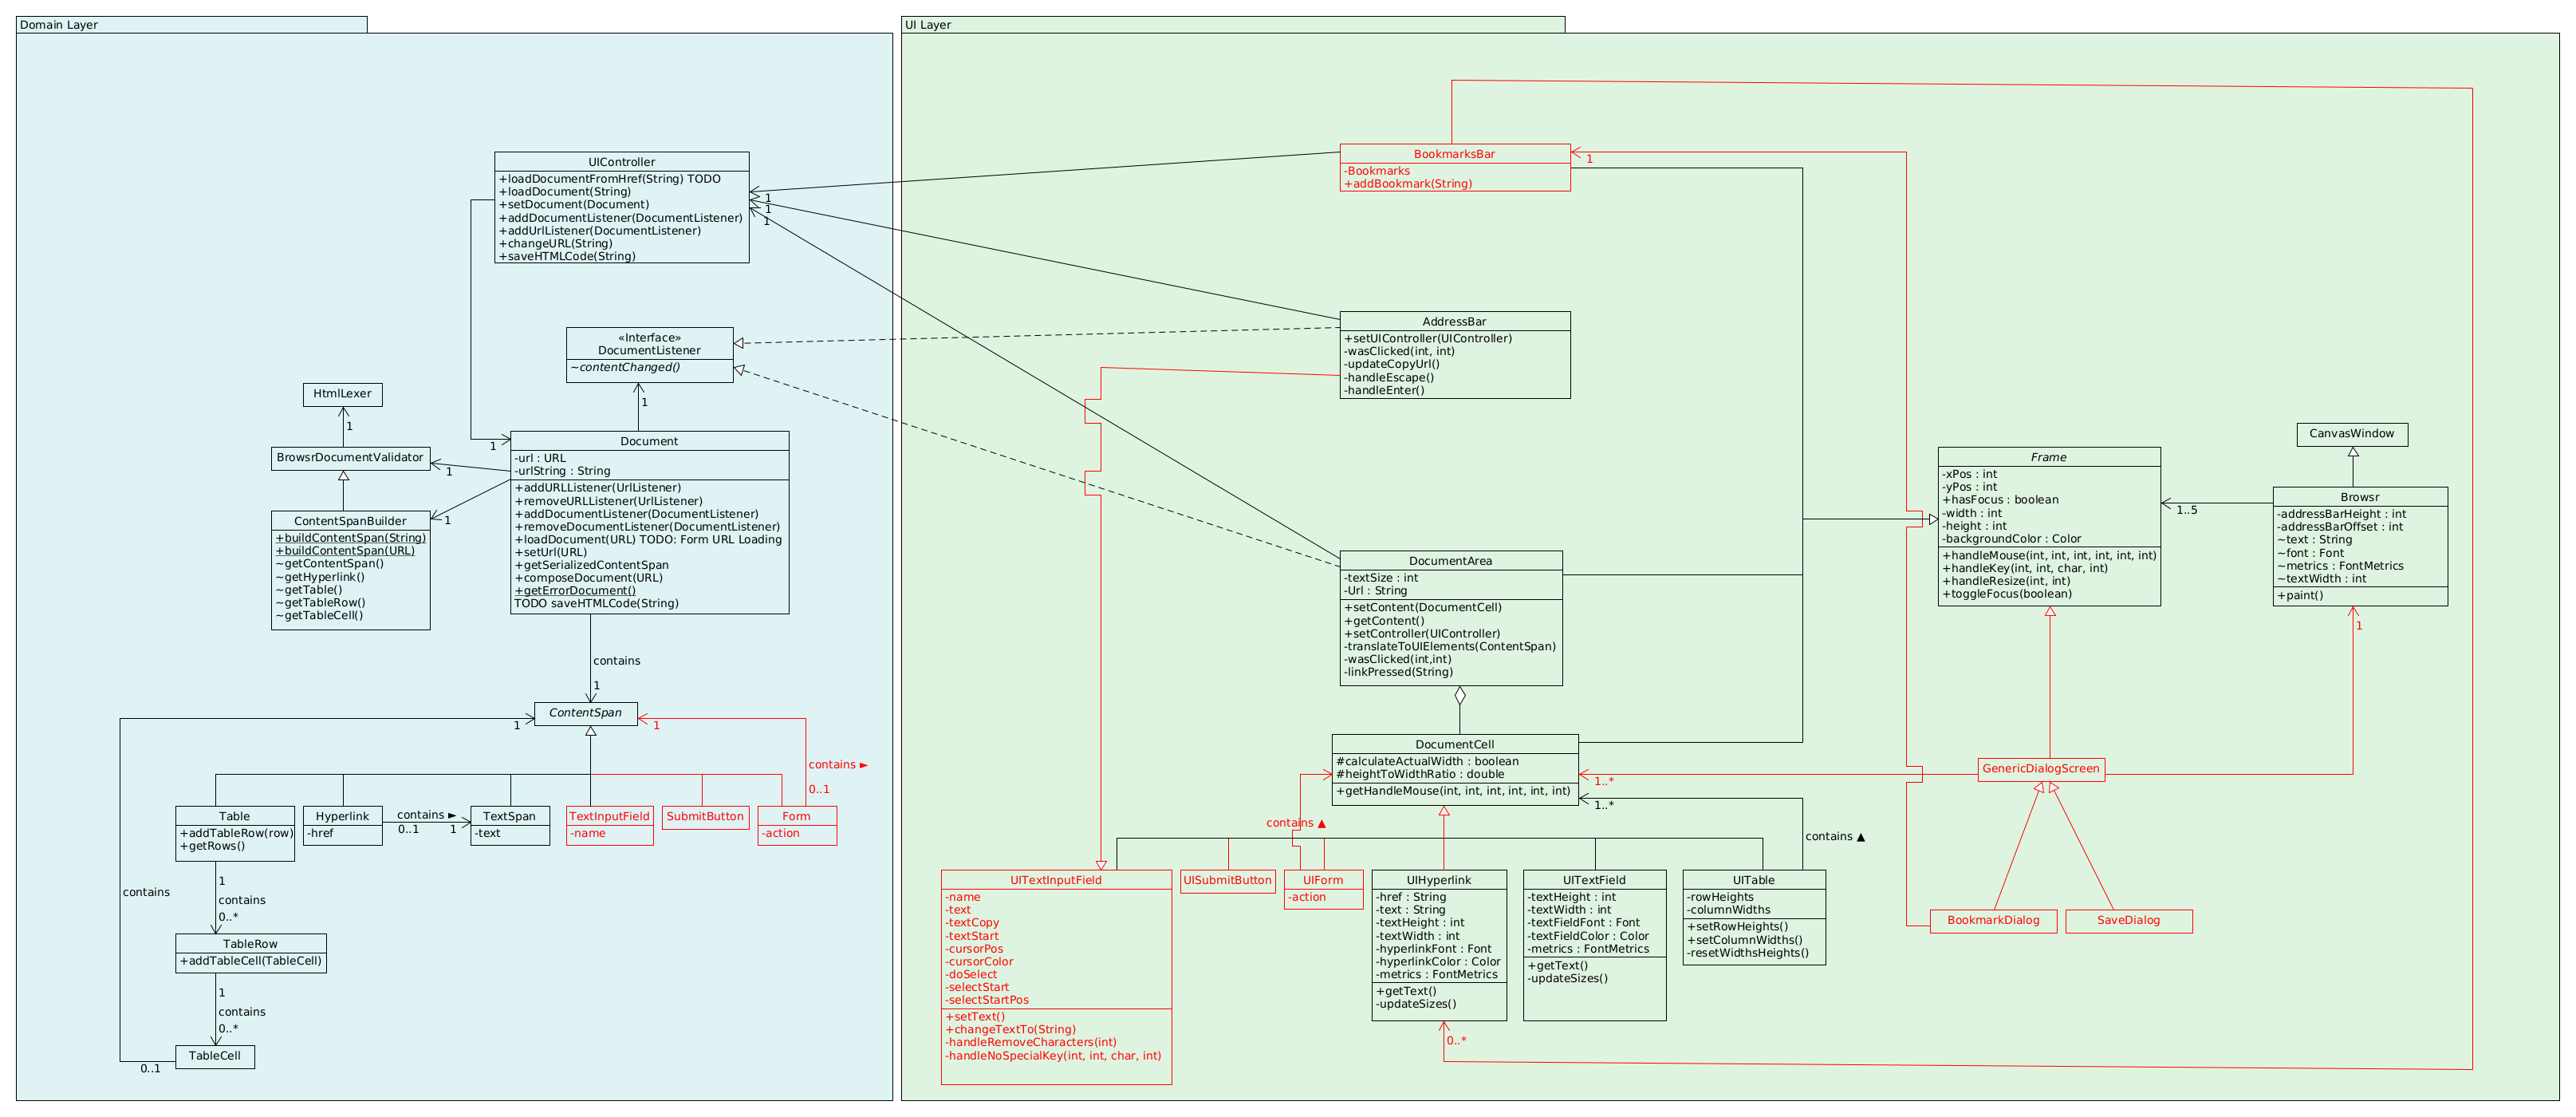 Domain Layer
UIController
+loadDocumentFromHref(String) TODO
+loadDocument(String)
+setDocument(Document)
+addDocumentListener(DocumentListener)
+addUrlListener(DocumentListener)
+changeURL(String)
+saveHTMLCode(String)
1
1
1
«Interface»
DocumentListener
~contentChanged()
1
HtmlLexer
1
BrowsrDocumentValidator
1
1
Document
-url : URL
-urlString : String
+addURLListener(UrlListener)
+removeURLListener(UrlListener)
+addDocumentListener(DocumentListener)
+removeDocumentListener(DocumentListener)
+loadDocument(URL) TODO: Form URL Loading
+setUrl(URL)
+getSerializedContentSpan
+composeDocument(URL)
+getErrorDocument()
TODO saveHTMLCode(String)
ContentSpanBuilder
+buildContentSpan(String)
+buildContentSpan(URL)
~getContentSpan()
~getHyperlink()
~getTable()
~getTableRow()
~getTableCell()
1
contains
1
ContentSpan
1
1
contains ►
0..1
Table
+addTableRow(row)
+getRows()
Hyperlink
-href
contains ►
0..1
1
TextSpan
-text
TextInputField
-name
SubmitButton
Form
-action
1
contains
0..*
contains
TableRow
+addTableCell(TableCell)
1
contains
0..*
TableCell
0..1
UI Layer
BookmarksBar
-Bookmarks
+addBookmark(String)
1
AddressBar
+setUIController(UIController)
-wasClicked(int, int)
-updateCopyUrl()
-handleEscape()
-handleEnter()
CanvasWindow
Frame
-xPos : int
-yPos : int
+hasFocus : boolean
-width : int
-height : int
-backgroundColor : Color
+handleMouse(int, int, int, int, int, int)
+handleKey(int, int, char, int)
+handleResize(int, int)
+toggleFocus(boolean)
1..5
Browsr
-addressBarHeight : int
-addressBarOffset : int
~text : String
~font : Font
~metrics : FontMetrics
~textWidth : int
+paint()
1
DocumentArea
-textSize : int
-Url : String
+setContent(DocumentCell)
+getContent()
+setController(UIController)
-translateToUIElements(ContentSpan)
-wasClicked(int,int)
-linkPressed(String)
DocumentCell
#calculateActualWidth : boolean
#heightToWidthRatio : double
+getHandleMouse(int, int, int, int, int, int)
1..*
1..*
GenericDialogScreen
contains ▲
contains ▲
UITextInputField
-name
-text
-textCopy
-textStart
-cursorPos
-cursorColor
-doSelect
-selectStart
-selectStartPos
+setText()
+changeTextTo(String)
-handleRemoveCharacters(int)
-handleNoSpecialKey(int, int, char, int)
UISubmitButton
UIForm
-action
UIHyperlink
-href : String
-text : String
-textHeight : int
-textWidth : int
-hyperlinkFont : Font
-hyperlinkColor : Color
-metrics : FontMetrics
+getText()
-updateSizes()
0..*
UITextField
-textHeight : int
-textWidth : int
-textFieldFont : Font
-textFieldColor : Color
-metrics : FontMetrics
+getText()
-updateSizes()
UITable
-rowHeights
-columnWidths
+setRowHeights()
+setColumnWidths()
-resetWidthsHeights()
BookmarkDialog
SaveDialog